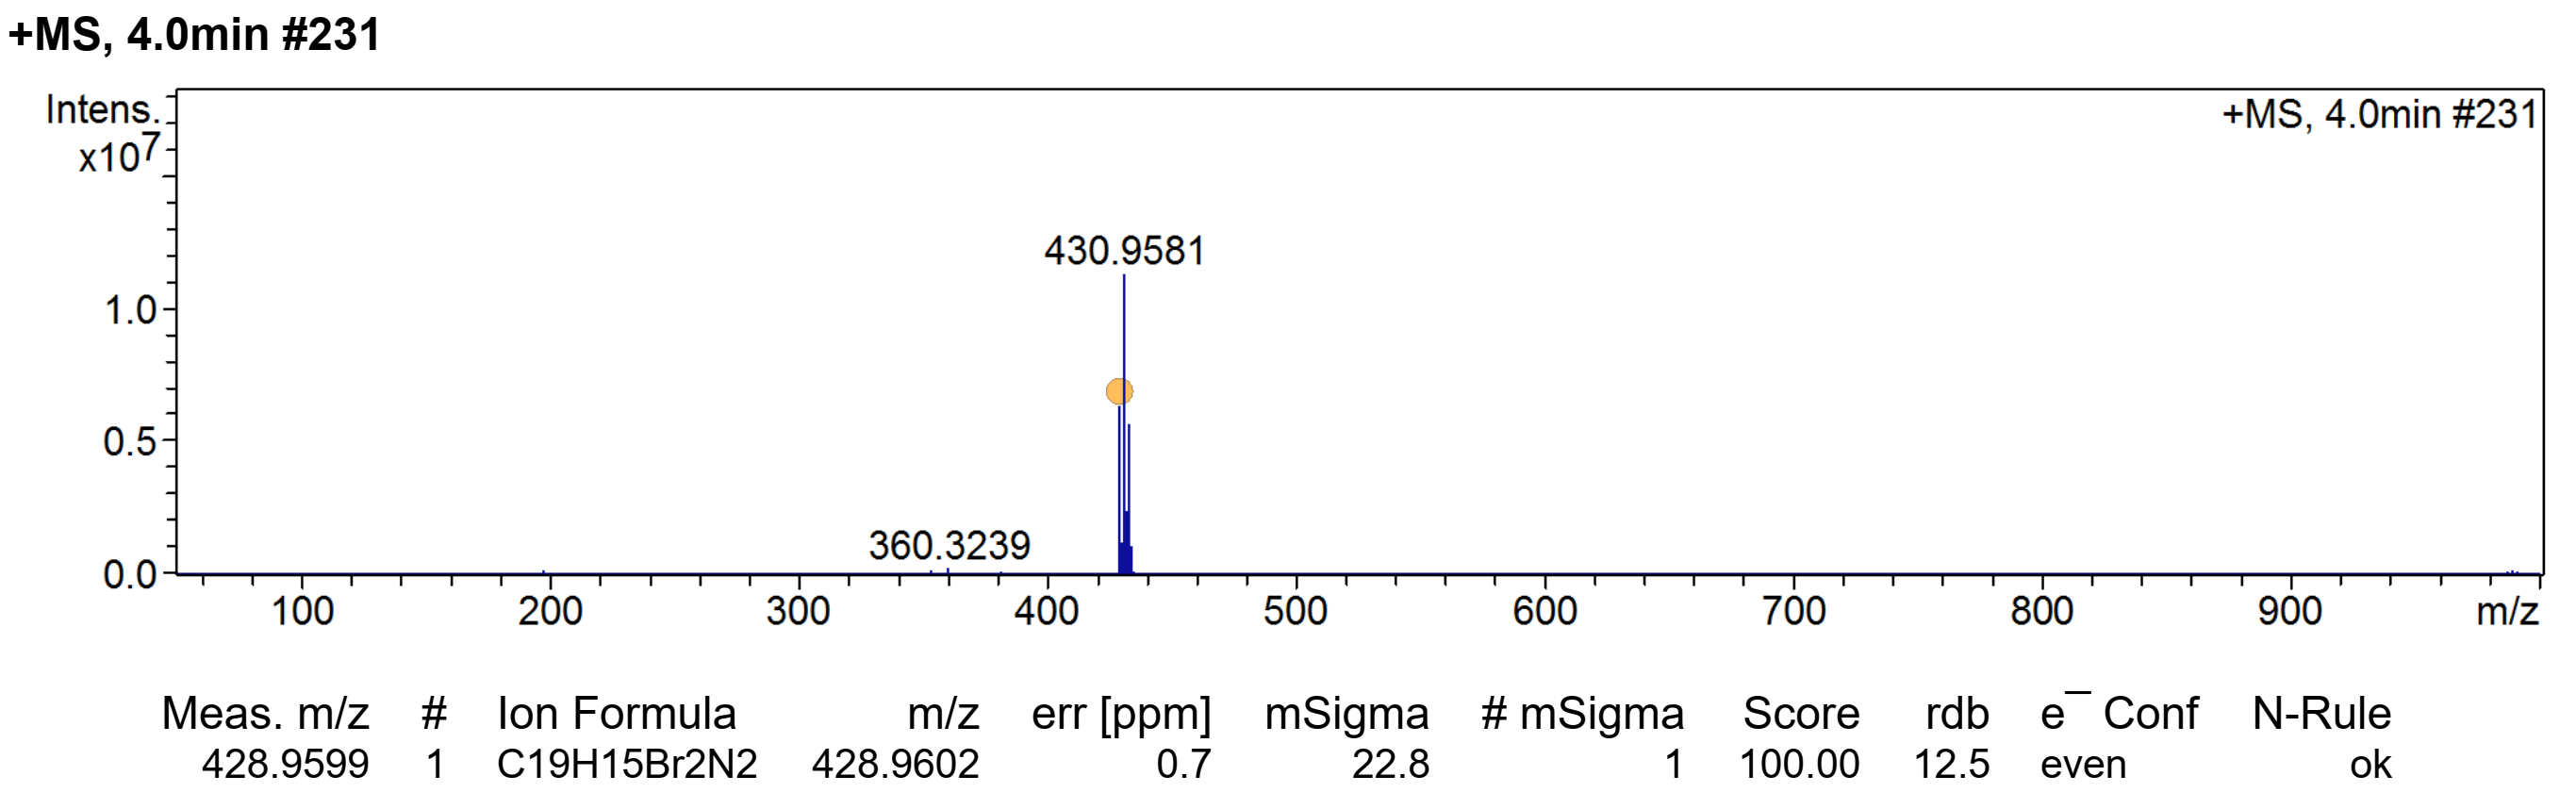 +MS, 4.0min #231
Intens.
x10⁷
+MS, 4.0min #231
430.9581
1.0
0.5
360.3239
0.0
100 200 300 400 500 600 700 800 900 m/z
Meas. m/z # Ion Formula m/z err [ppm] mSigma # mSigma Score rdb e⁻ Conf N-Rule
428.9599 1 C19H15Br2N2 428.9602 0.7 22.8 1 100.00 12.5 even ok